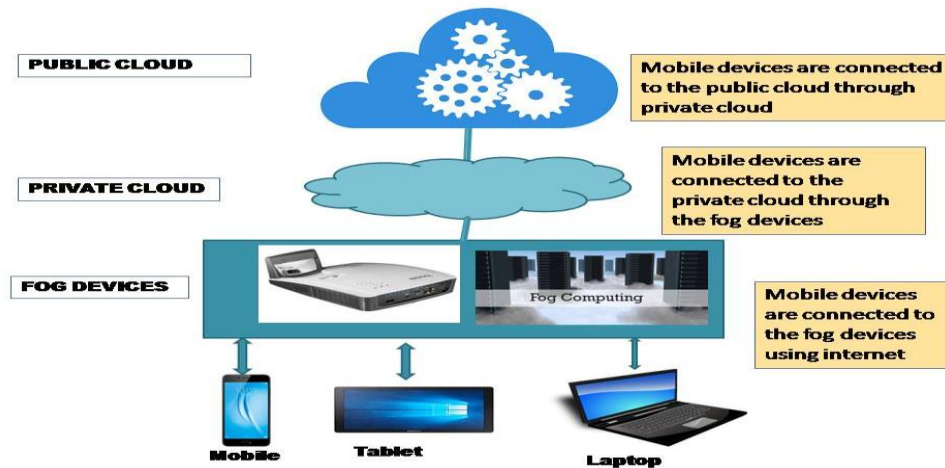 PUBLIC CLOUD
Mobile devices are connected
to the public cloud through
private cloud
PRIVATE CLOUD
Mobile devices are
connected to the
private cloud through
the fog devices
FOG DEVICES
Fog Computing
Mobile devices
are connected to
the fog devices
using internet
Mobile
Tablet
Laptop